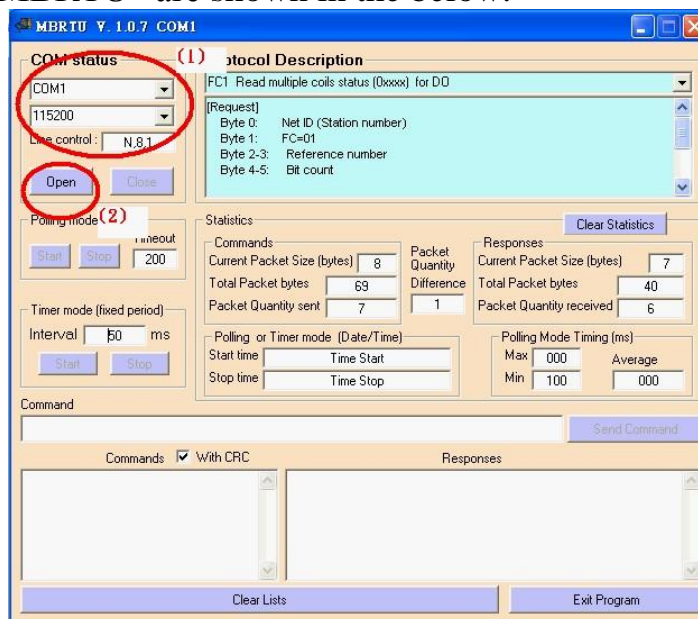 MBRTU V. 1.0.7 COM1
COM status
(1)
otocol Description
COM1
FC1 Read multiple coils status (0xxxx) for DO
115200
[Request]
Byte 0: Net ID (Station number)
Byte 1: FC=01
Byte 2-3: Reference number
Byte 4-5: Bit count
Line control :
N,8,1
Open
Close
Polling mode
(2)
Timeout
Start
Stop
200
Statistics
Clear Statistics
Commands
Current Packet Size (bytes) 8
Total Packet bytes 69
Packet Quantity sent 7
Packet Quantity Difference
1
Responses
Current Packet Size (bytes) 7
Total Packet bytes 40
Packet Quantity received 6
Timer mode (fixed period)
Interval 50 ms
Start
Stop
Polling or Timer mode (Date/Time)
Start time Time Start
Stop time Time Stop
Polling Mode Timing (ms)
Max 000
Average
Min 100
000
Command
Send Command
Commands
With CRC
Responses
Clear Lists
Exit Program